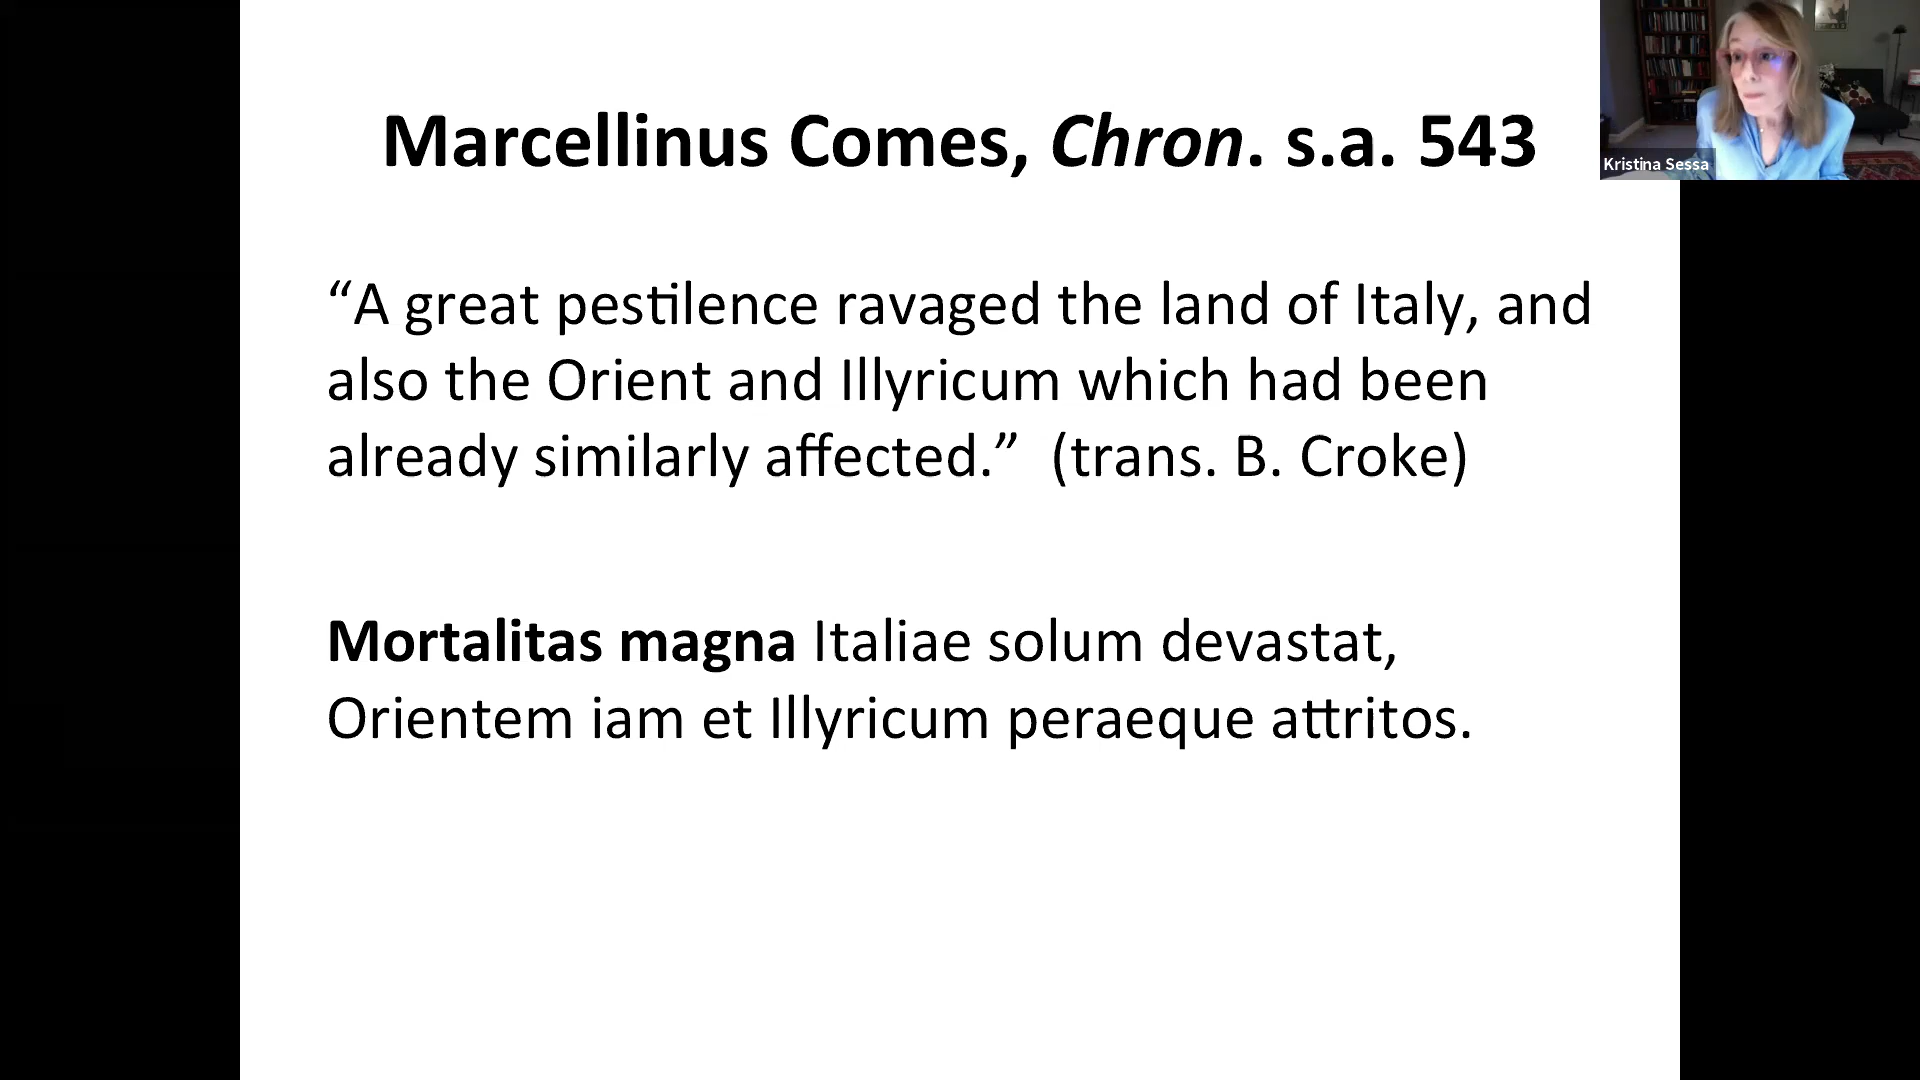 Marcellinus Comes, Chron. s.a. 543
Kristina Sessa
“A great pestilence ravaged the land of Italy, and
also the Orient and Illyricum which had been
already similarly affected.” (trans. B. Croke)
Mortalitas magna Italiae solum devastat,
Orientem iam et Illyricum peraeque attritos.